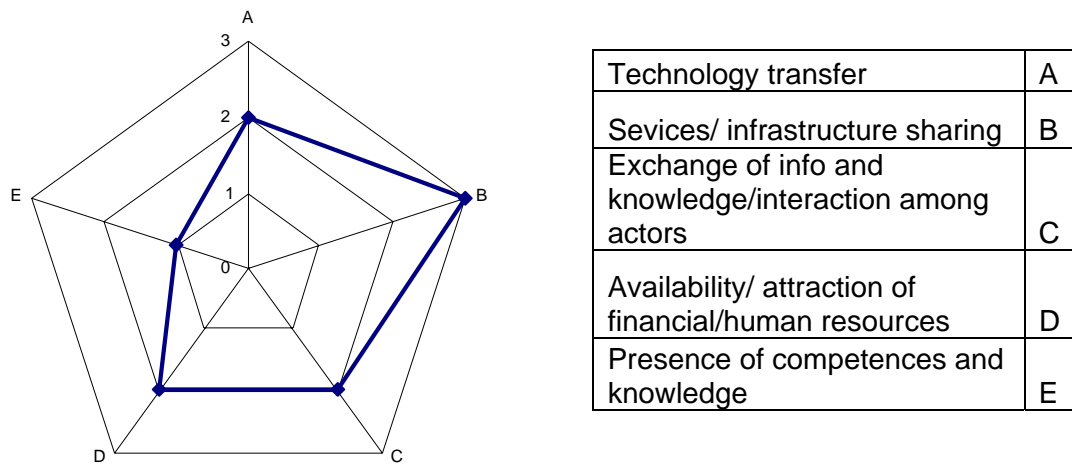 A
3
2
1
0
E
B
D
C
Technology transfer A
Sevices/ infrastructure sharing B
Exchange of info and
knowledge/interaction among
actors C
Availability/ attraction of
financial/human resources D
Presence of competences and
knowledge E